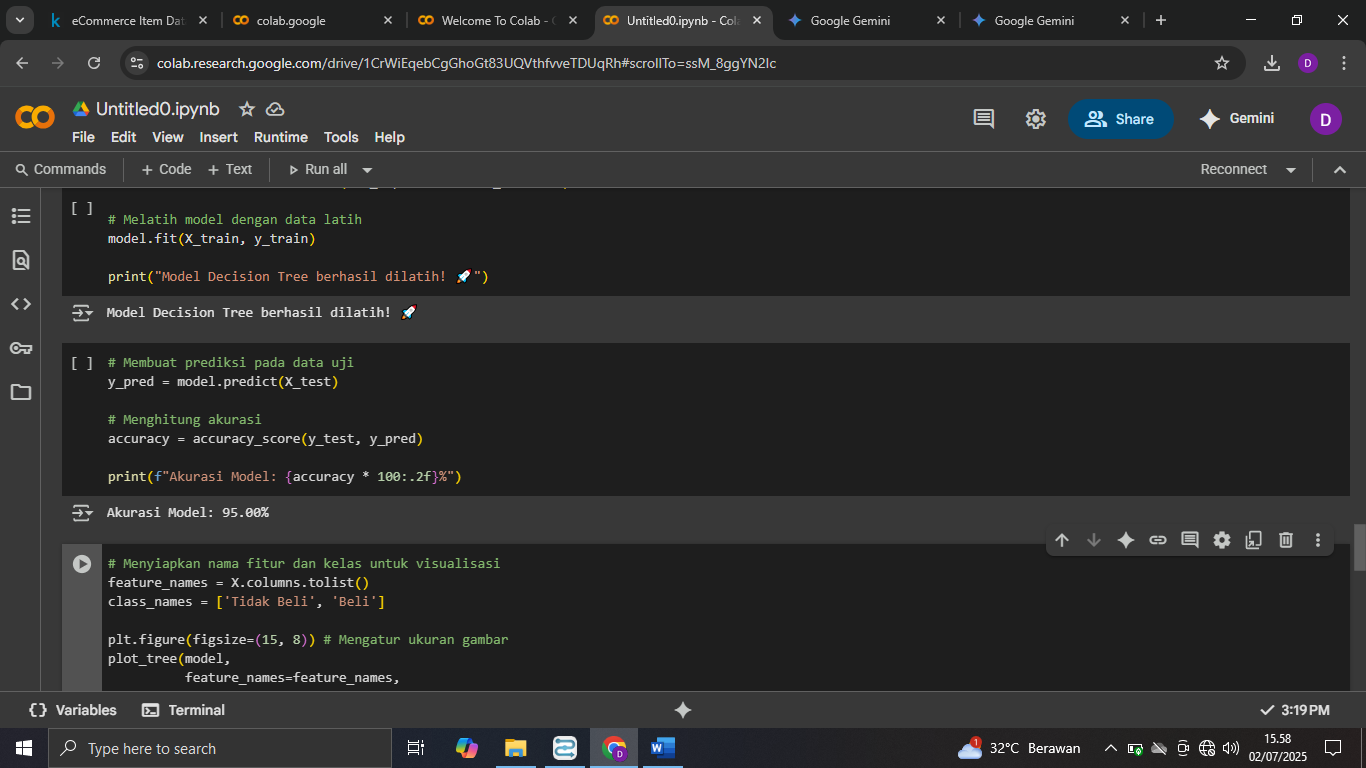 eCommerce Item Dat
colab.google
Welcome To Colab - C
Untitled0.ipynb - Cola
Google Gemini
Google Gemini
colab.research.google.com/drive/1CrWiEqebCgGhoGt83UQVthfvveTDUqRh#scrollTo=ssM_8ggYN2Ic
D
Untitled0.ipynb
File Edit View Insert Runtime Tools Help
Share
Gemini
D
Commands + Code + Text Run all
Reconnect
[ ]
# Melatih model dengan data latih
model.fit(X_train, y_train)
print("Model Decision Tree berhasil dilatih! 🚀")
Model Decision Tree berhasil dilatih! 🚀
[ ] # Membuat prediksi pada data uji
y_pred = model.predict(X_test)
# Menghitung akurasi
accuracy = accuracy_score(y_test, y_pred)
print(f"Akurasi Model: {accuracy * 100:.2f}%")
Akurasi Model: 95.00%
# Menyiapkan nama fitur dan kelas untuk visualisasi
feature_names = X.columns.tolist()
class_names = ['Tidak Beli', 'Beli']
plt.figure(figsize=(15, 8)) # Mengatur ukuran gambar
plot_tree(model,
feature_names=feature_names,
{} Variables
Terminal
3:19 PM
Type here to search
1
32°C Berawan
15.58
02/07/2025